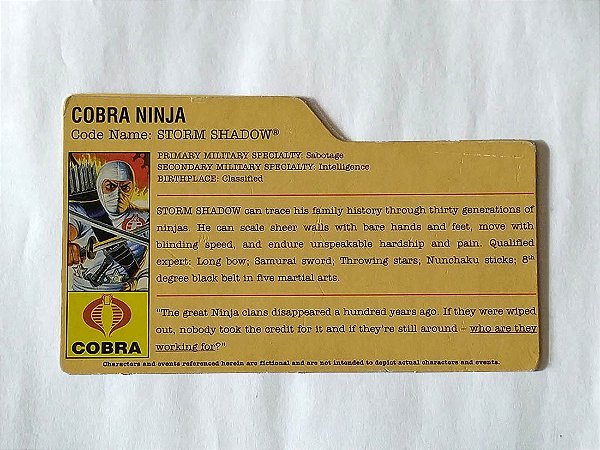 COBRA NINJA
Code Name: STORM SHADOW®
PRIMARY MILITARY SPECIALTY: Sabotage
SECONDARY MILITARY SPECIALTY: Intelligence
BIRTHPLACE: Classified
STORM SHADOW can trace his family history through thirty generations of
ninjas. He can scale sheer walls with bare hands and feet, move with
blinding speed, and endure unspeakable hardship and pain. Qualified
expert: Long bow; Samurai sword; Throwing stars; Nunchaku sticks; 8th
degree black belt in five martial arts.
"The great Ninja clans disappeared a hundred years ago. If they were wiped
out, nobody took the credit for it and if they're still around – who are they
working for?"
COBRA
Characters and events referenced herein are fictional and are not intended to depict actual characters and events.